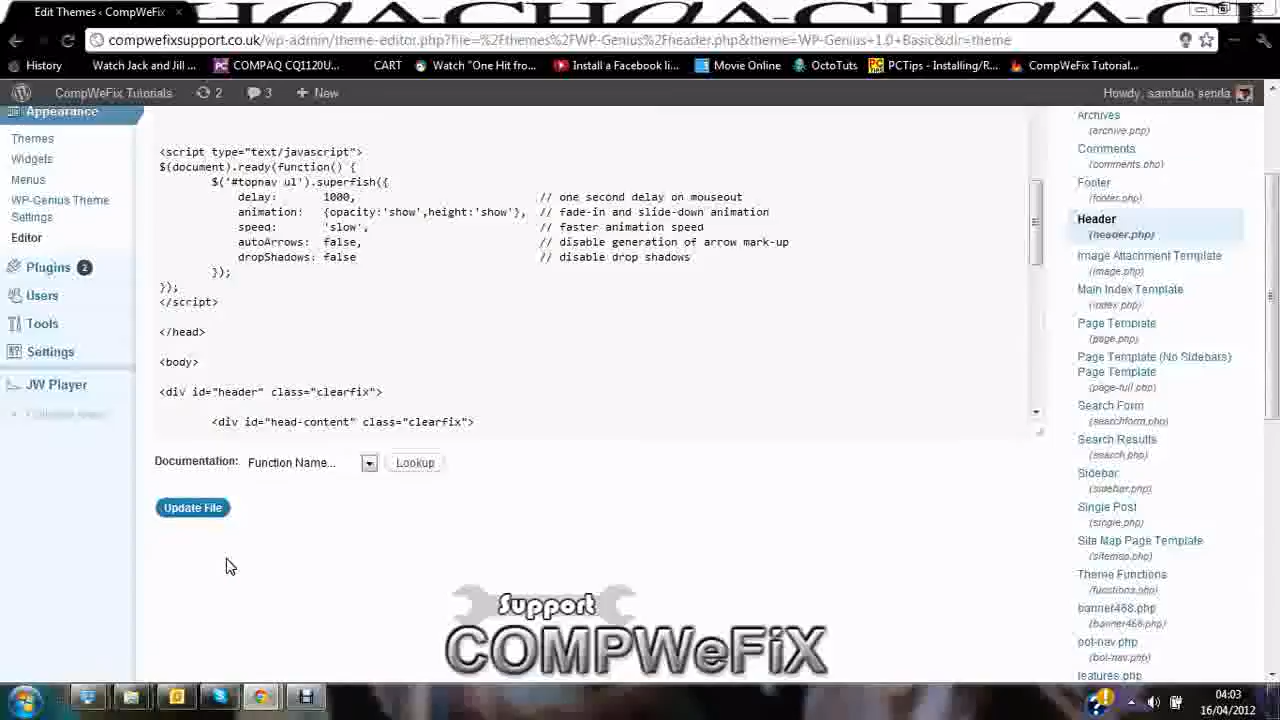 Edit Themes ‹ CompWeFix
compwefixsupport.co.uk/wp-admin/theme-editor.php?file=%2Fthemes%2FWP-Genius%2Fheader.php&theme=WP-Genius+1.0+Basic&dir=theme
History Watch Jack and Jill ... COMPAQ CQ1120U... CART Watch "One Hit from... Install a Facebook li... Movie Online OctoTuts PCTips - Installing/R... CompWeFix Tutorial...
CompWeFix Tutorials 2 3 + New Howdy, sambulo senda
Appearance
Themes
Widgets
Menus
WP-Genius Theme
Settings
Editor
Plugins 2
Users
Tools
Settings
JW Player
<script type="text/javascript">
$(document).ready(function() {
$('#topnav ul').superfish({
delay: 1000, // one second delay on mouseout
animation: {opacity:'show',height:'show'}, // fade-in and slide-down animation
speed: 'slow', // faster animation speed
autoArrows: false, // disable generation of arrow mark-up
dropShadows: false // disable drop shadows
});
});
</script>
</head>
<body>
<div id="header" class="clearfix">
<div id="head-content" class="clearfix">
Documentation: Function Name... Lookup
Update File
Archives
(archive.php)
Comments
(comments.php)
Footer
(footer.php)
Header
(header.php)
Image Attachment Template
(image.php)
Main Index Template
(index.php)
Page Template
(page.php)
Page Template (No Sidebars)
Page Template
(page-full.php)
Search Form
(searchform.php)
Search Results
(search.php)
Sidebar
(sidebar.php)
Single Post
(single.php)
Site Map Page Template
(sitemap.php)
Theme Functions
(functions.php)
banner468.php
(banner468.php)
bot-nav.php
(bot-nav.php)
features.php
Support
COMPWeFiX
04:03
16/04/2012